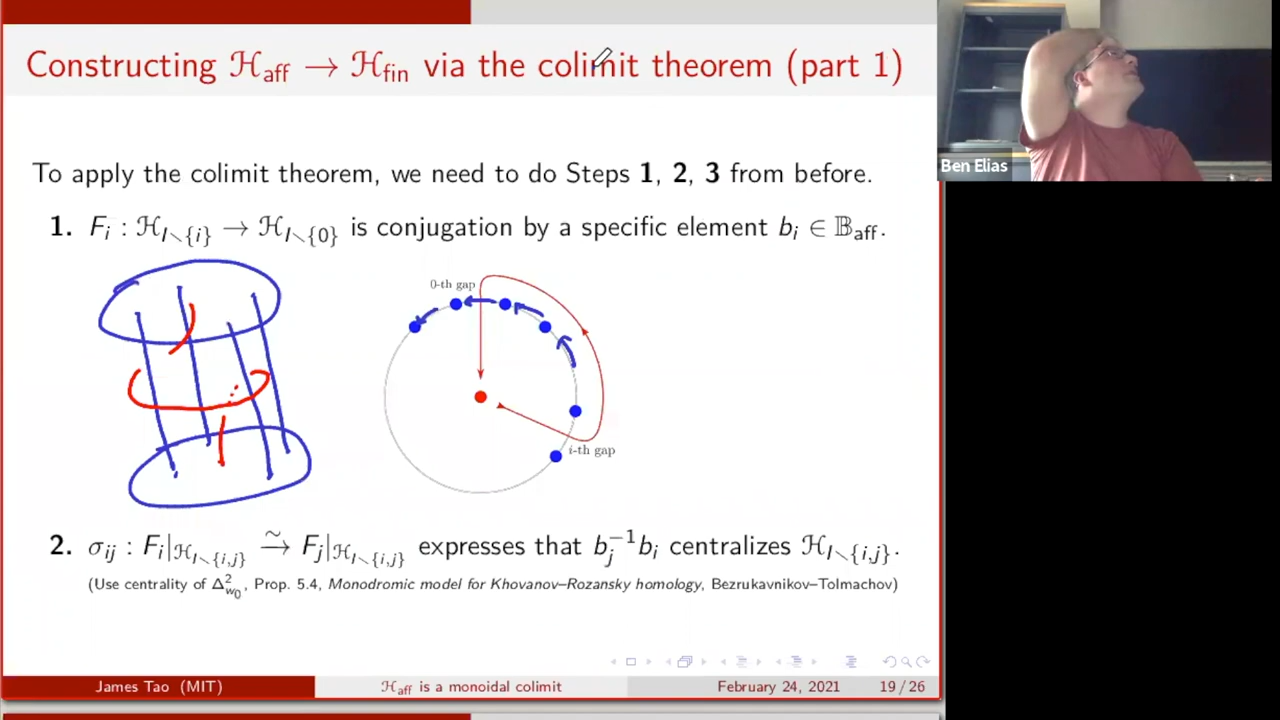 Constructing ℋ_aff → ℋ_fin via the colimit theorem (part 1)
To apply the colimit theorem, we need to do Steps 1, 2, 3 from before.
1. F_i : ℋ_{I∖{i}} → ℋ_{I∖{0}} is conjugation by a specific element b_i ∈ 𝔹_aff.
0-th gap
i-th gap
2. σ_ij : F_i|_{ℋ_{I∖{i,j}}} →͂ F_j|_{ℋ_{I∖{i,j}}} expresses that b_j^{-1}b_i centralizes ℋ_{I∖{i,j}}.
(Use centrality of Δ²_{w_0}, Prop. 5.4, Monodromic model for Khovanov–Rozansky homology, Bezrukavnikov–Tolmachov)
James Tao (MIT)
ℋ_aff is a monoidal colimit
February 24, 2021
19 / 26
Ben Elias